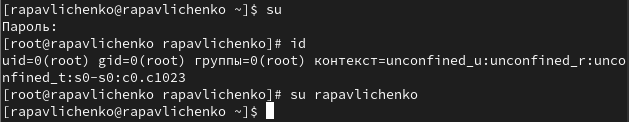 [rapavlichenko@rapavlichenko ~]$ su
Пароль:
[root@rapavlichenko rapavlichenko]# id
uid=0(root) gid=0(root) группы=0(root) контекст=unconfined_u:unconfined_r:unco
nfined_t:s0-s0:c0.c1023
[root@rapavlichenko rapavlichenko]# su rapavlichenko
[rapavlichenko@rapavlichenko ~]$